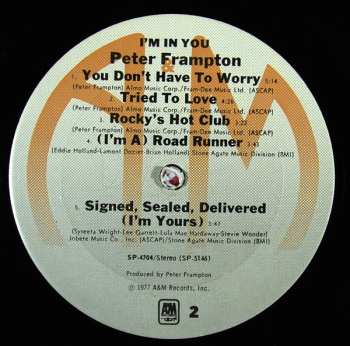 I'M IN YOU
Peter Frampton
1. You Don't Have To Worry 5:14
(Peter Frampton) Almo Music Corp./Fram-Dee Music Ltd. (ASCAP)
2. Tried To Love 4:26
(Peter Frampton) Almo Music Corp./Fram-Dee Music Ltd. (ASCAP)
3. Rocky's Hot Club 3:22
(Peter Frampton) Almo Music Corp./Fram-Dee Music Ltd. (ASCAP)
4. (I'm A) Road Runner 3:41
(Eddie Holland-Lamont Dozier-Brian Holland) Stone Agate Music Division (BMI)
5. Signed, Sealed, Delivered
(I'm Yours) 3:47
(Syreeta Wright-Lee Garrett-Lula Mae Hardaway-Stevie Wonder)
Jobete Music Co., Inc. (ASCAP)/Stone Agate Music Division (BMI)
SP-4704/Stereo (SP-5146)
Produced by Peter Frampton
© 1977 A&M Records, Inc.
A&M 2